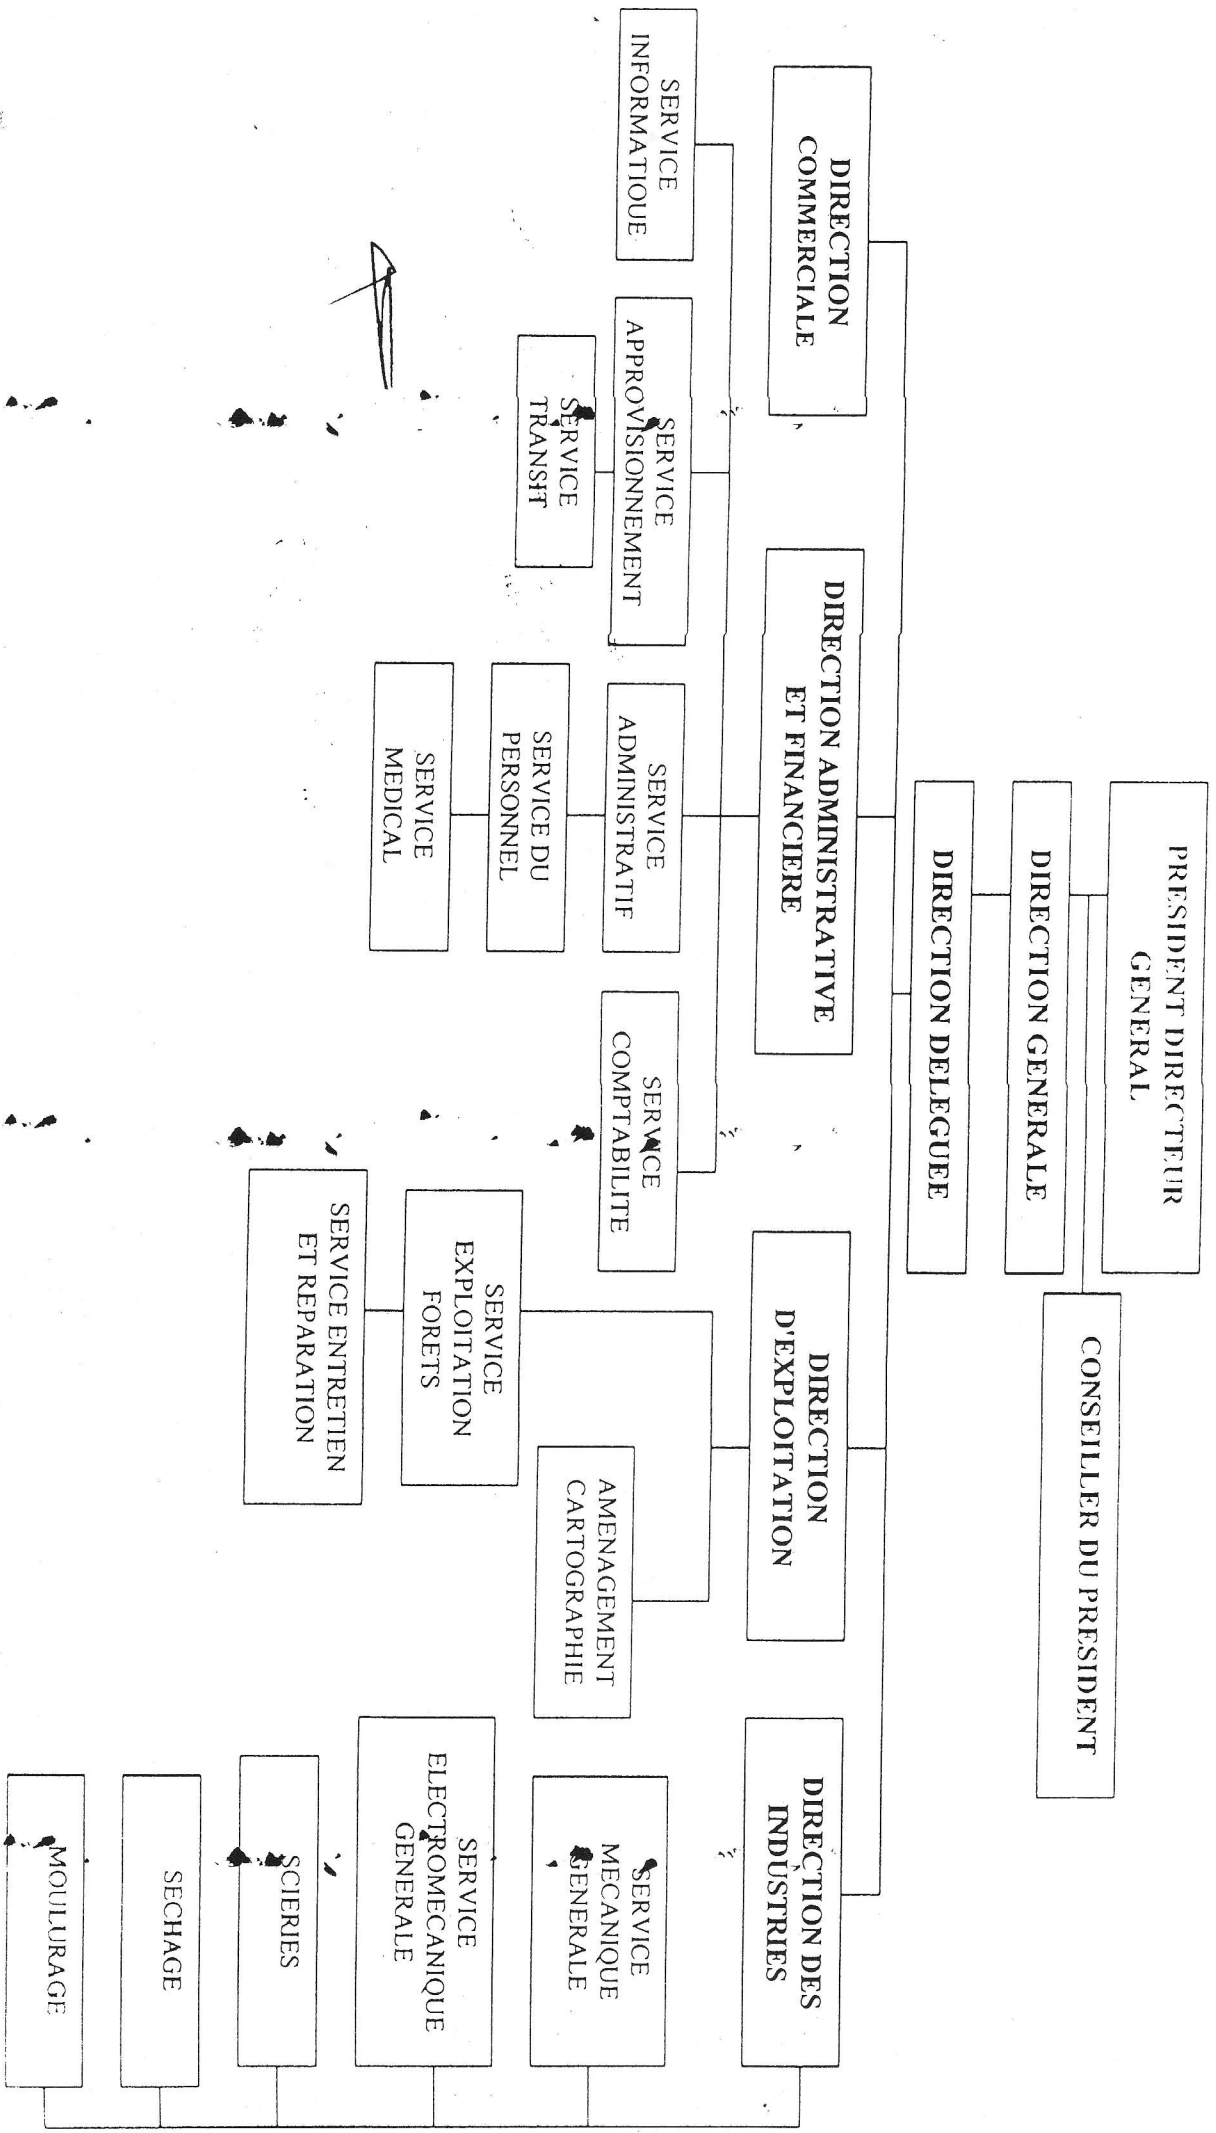 PRESIDENT DIRECTEUR
GENERAL
CONSEILLER DU PRESIDENT
DIRECTION GENERALE
DIRECTION DELEGUEE
DIRECTION
COMMERCIALE
DIRECTION ADMINISTRATIVE
ET FINANCIERE
DIRECTION
D'EXPLOITATION
DIRECTION DES
INDUSTRIES
SERVICE
INFORMATIQUE
SERVICE
APPROVISIONNEMENT
SERVICE
TRANSIT
SERVICE
ADMINISTRATIF
SERVICE DU
PERSONNEL
SERVICE
MEDICAL
SERVICE
COMPTABILITE
SERVICE
EXPLOITATION
FORETS
SERVICE ENTRETIEN
ET REPARATION
AMENAGEMENT
CARTOGRAPHIE
SERVICE
MECANIQUE
GENERALE
SERVICE
ELECTROMECANIQUE
GENERALE
SCIERIES
SECHAGE
MOULURAGE